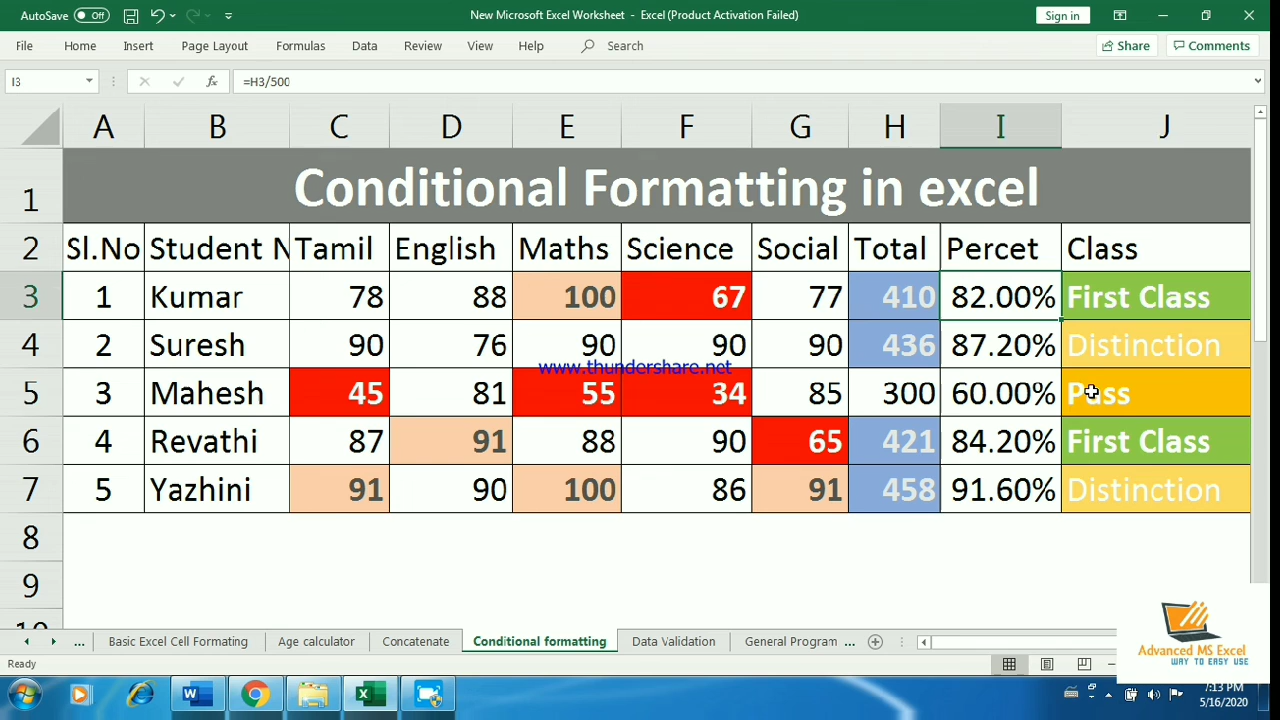 AutoSave Off New Microsoft Excel Worksheet - Excel (Product Activation Failed) Sign in
File Home Insert Page Layout Formulas Data Review View Help Search Share Comments
I3 fx =H3/500
A B C D E F G H I J
1 Conditional Formatting in excel
2 Sl.No Student N Tamil English Maths Science Social Total Percet Class
3 1 Kumar 78 88 100 67 77 410 82.00% First Class
4 2 Suresh 90 76 90 90 90 436 87.20% Distinction
www.thundershare.net
5 3 Mahesh 45 81 55 34 85 300 60.00% Pass
6 4 Revathi 87 91 88 90 65 421 84.20% First Class
7 5 Yazhini 91 90 100 86 91 458 91.60% Distinction
8
9
10
... Basic Excel Cell Formating Age calculator Concatenate Conditional formatting Data Validation General Program ...
Advanced MS Excel
WAY TO EASY USE
Ready
7:13 PM
5/16/2020